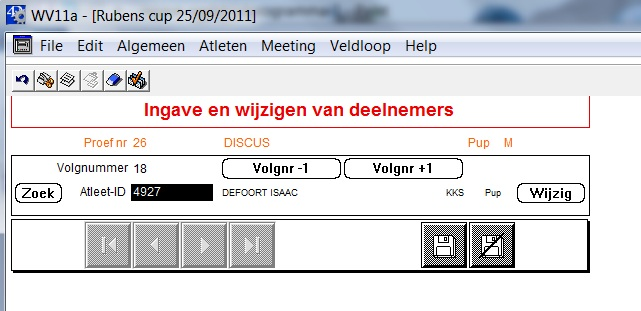 WV11a - [Rubens cup 25/09/2011]
File Edit Algemeen Atleten Meeting Veldloop Help
Ingave en wijzigen van deelnemers
Proef nr 26 DISCUS Pup M
Volgnummer 18 Volgnr -1 Volgnr +1
Zoek Atleet-ID 4927 DEFOORT ISAAC KKS Pup Wijzig